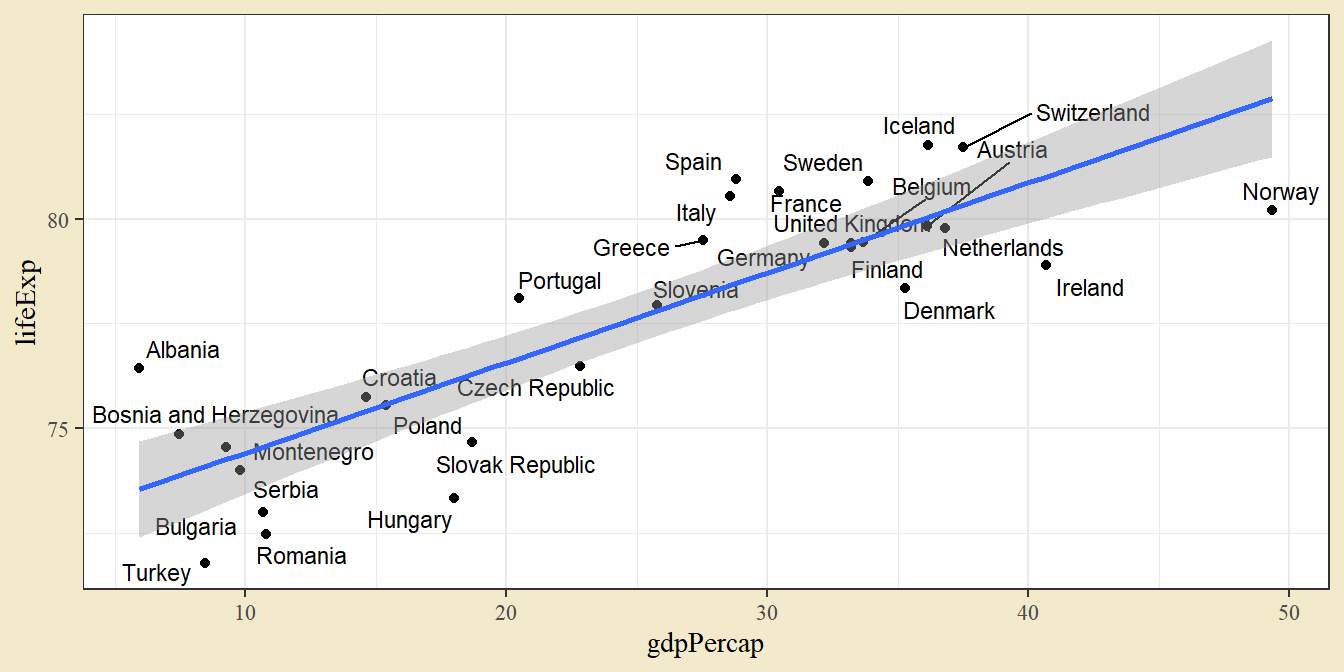 Switzerland
Iceland
Austria
Spain
Sweden
Belgium
Norway
France
Italy
United Kingdom
Greece
Netherlands
Germany
Finland
Ireland
Portugal
Slovenia
Denmark
Albania
Croatia
Czech Republic
Bosnia and Herzegovina
Poland
Montenegro
Slovak Republic
Serbia
Hungary
Bulgaria
Romania
Turkey
80
75
lifeExp
10 20 30 40 50
gdpPercap